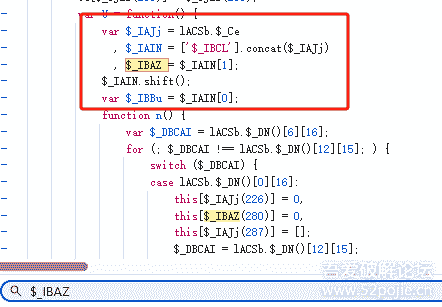 var U = function() {
var $_IAJj = lACSb.$_Ce
, $_IAIN = ['$_IBCL'].concat($_IAJj)
, $_IBAZ = $_IAIN[1];
$_IAIN.shift();
var $_IBBu = $_IAIN[0];
function n() {
var $_DBCAI = lACSb.$_DN()[6][16];
for (; $_DBCAI !== lACSb.$_DN()[12][15]; ) {
switch ($_DBCAI) {
case lACSb.$_DN()[0][16]:
this[$_IAJj(226)] = 0,
this[$_IBAZ(280)] = 0,
this[$_IAJj(287)] = [];
$_DBCAI = lACSb.$_DN()[12][15];
$_IBAZ
吾爱破解论坛
www.52pojie.cn